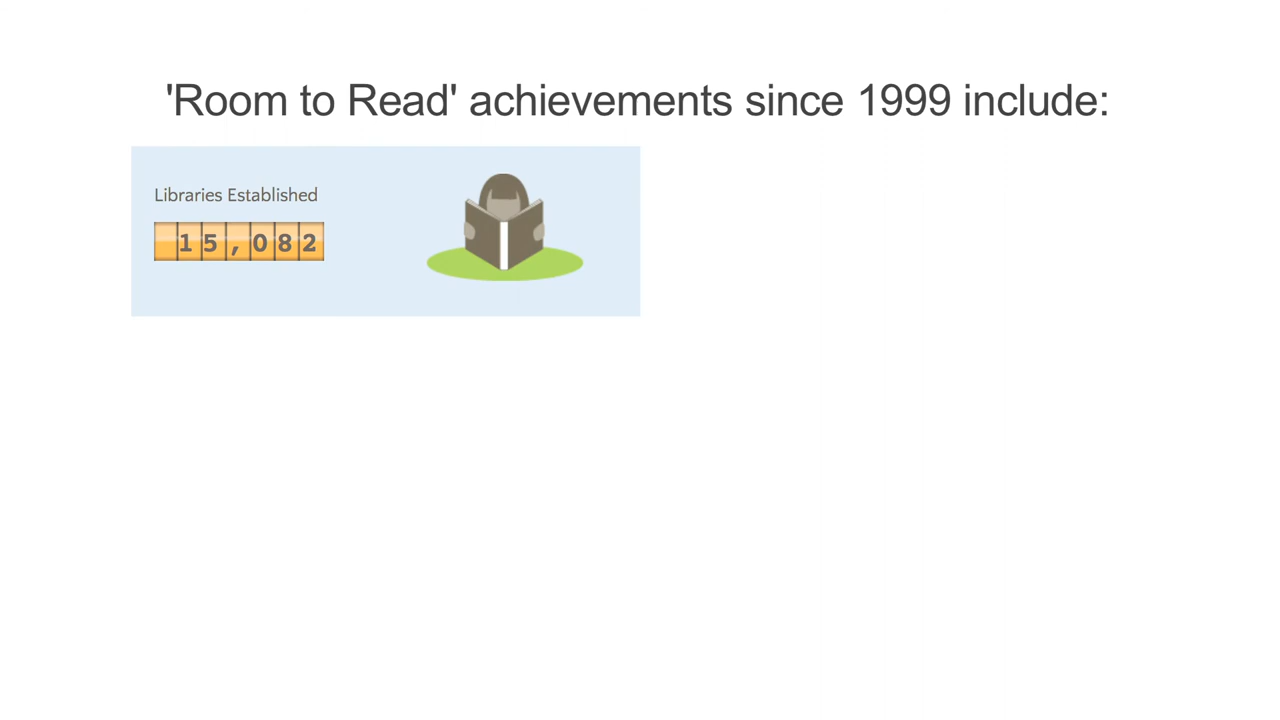 'Room to Read' achievements since 1999 include:
Libraries Established
15,082